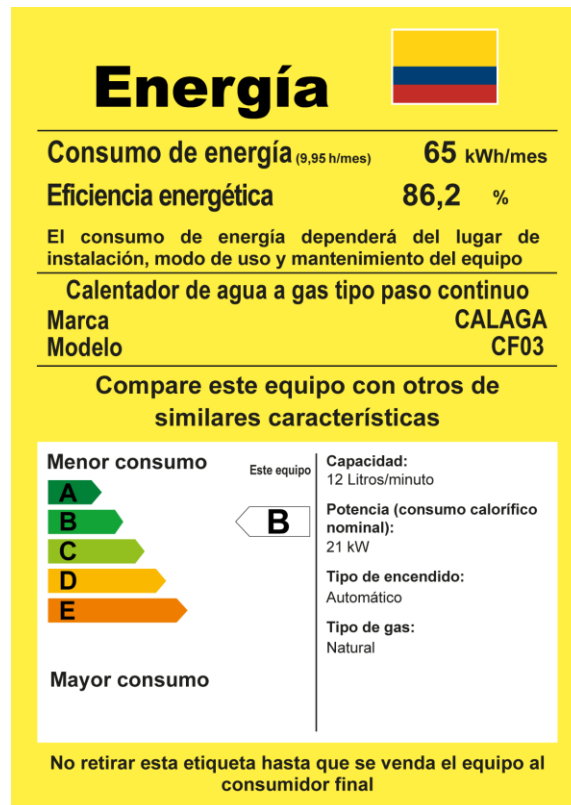 Energía
Consumo de energía (9,95 h/mes) 65 kWh/mes
Eficiencia energética 86,2 %
El consumo de energía dependerá del lugar de
instalación, modo de uso y mantenimiento del equipo
Calentador de agua a gas tipo paso continuo
Marca CALAGA
Modelo CF03
Compare este equipo con otros de
similares características
Menor consumo
Este equipo
A
B
B
C
D
E
Mayor consumo
Capacidad:
12 Litros/minuto
Potencia (consumo calorífico
nominal):
21 kW
Tipo de encendido:
Automático
Tipo de gas:
Natural
No retirar esta etiqueta hasta que se venda el equipo al
consumidor final